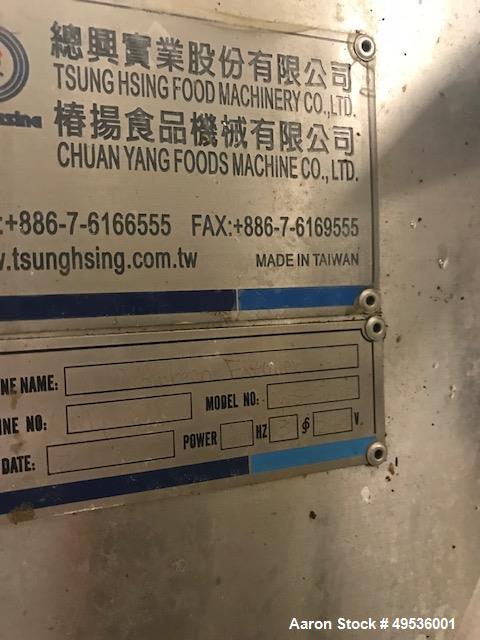 總興實業股份有限公司
TSUNG HSING FOOD MACHINERY CO.,LTD.
椿揚食品機械有限公司
CHUAN YANG FOODS MACHINE CO.,LTD.
:+886-7-6166555 FAX:+886-7-6169555
w.tsunghsing.com.tw MADE IN TAIWAN
NE NAME:
INE NO: MODEL NO:
DATE: POWER HZ ∮ V
Aaron Stock # 49536001